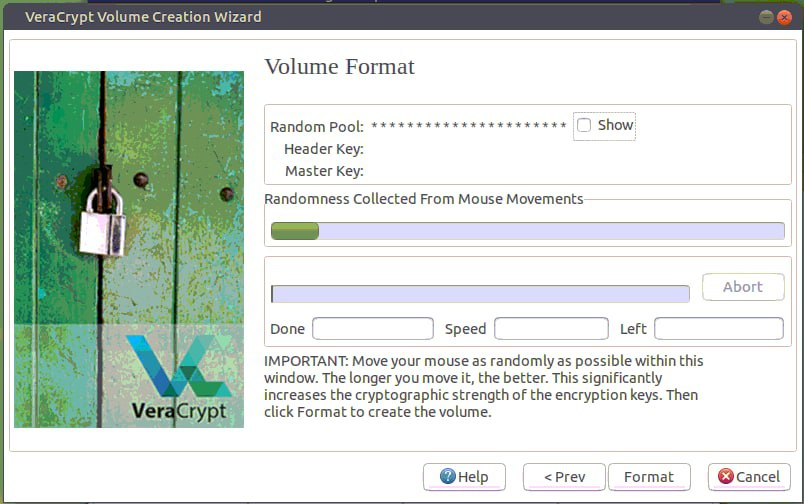 VeraCrypt Volume Creation Wizard
Volume Format
Random Pool: ********************** Show
Header Key:
Master Key:
Randomness Collected From Mouse Movements
Abort
Done Speed Left
IMPORTANT: Move your mouse as randomly as possible within this
window. The longer you move it, the better. This significantly
increases the cryptographic strength of the encryption keys. Then
click Format to create the volume.
VeraCrypt
Help < Prev Format Cancel